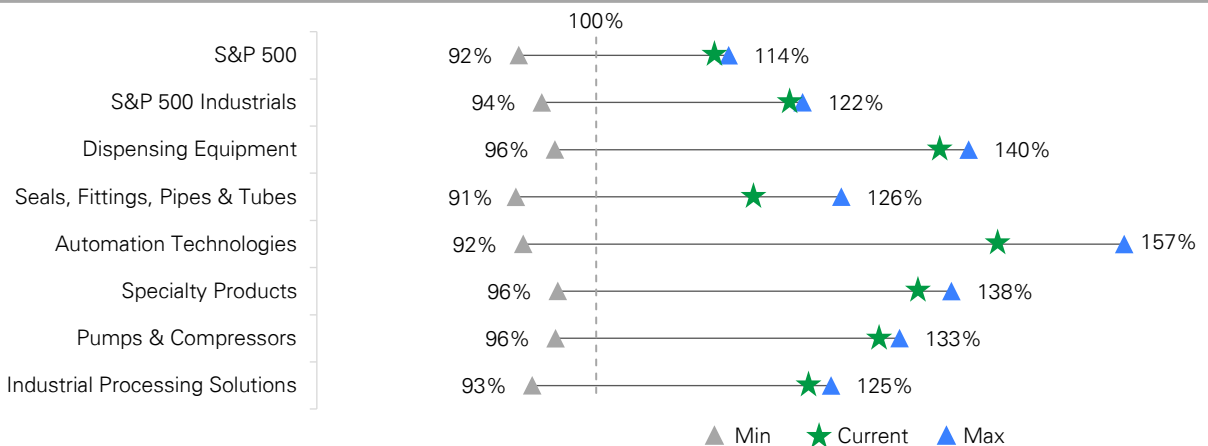 100%
S&P 500 92% 114%
S&P 500 Industrials 94% 122%
Dispensing Equipment 96% 140%
Seals, Fittings, Pipes & Tubes 91% 126%
Automation Technologies 92% 157%
Specialty Products 96% 138%
Pumps & Compressors 96% 133%
Industrial Processing Solutions 93% 125%
Min Current Max